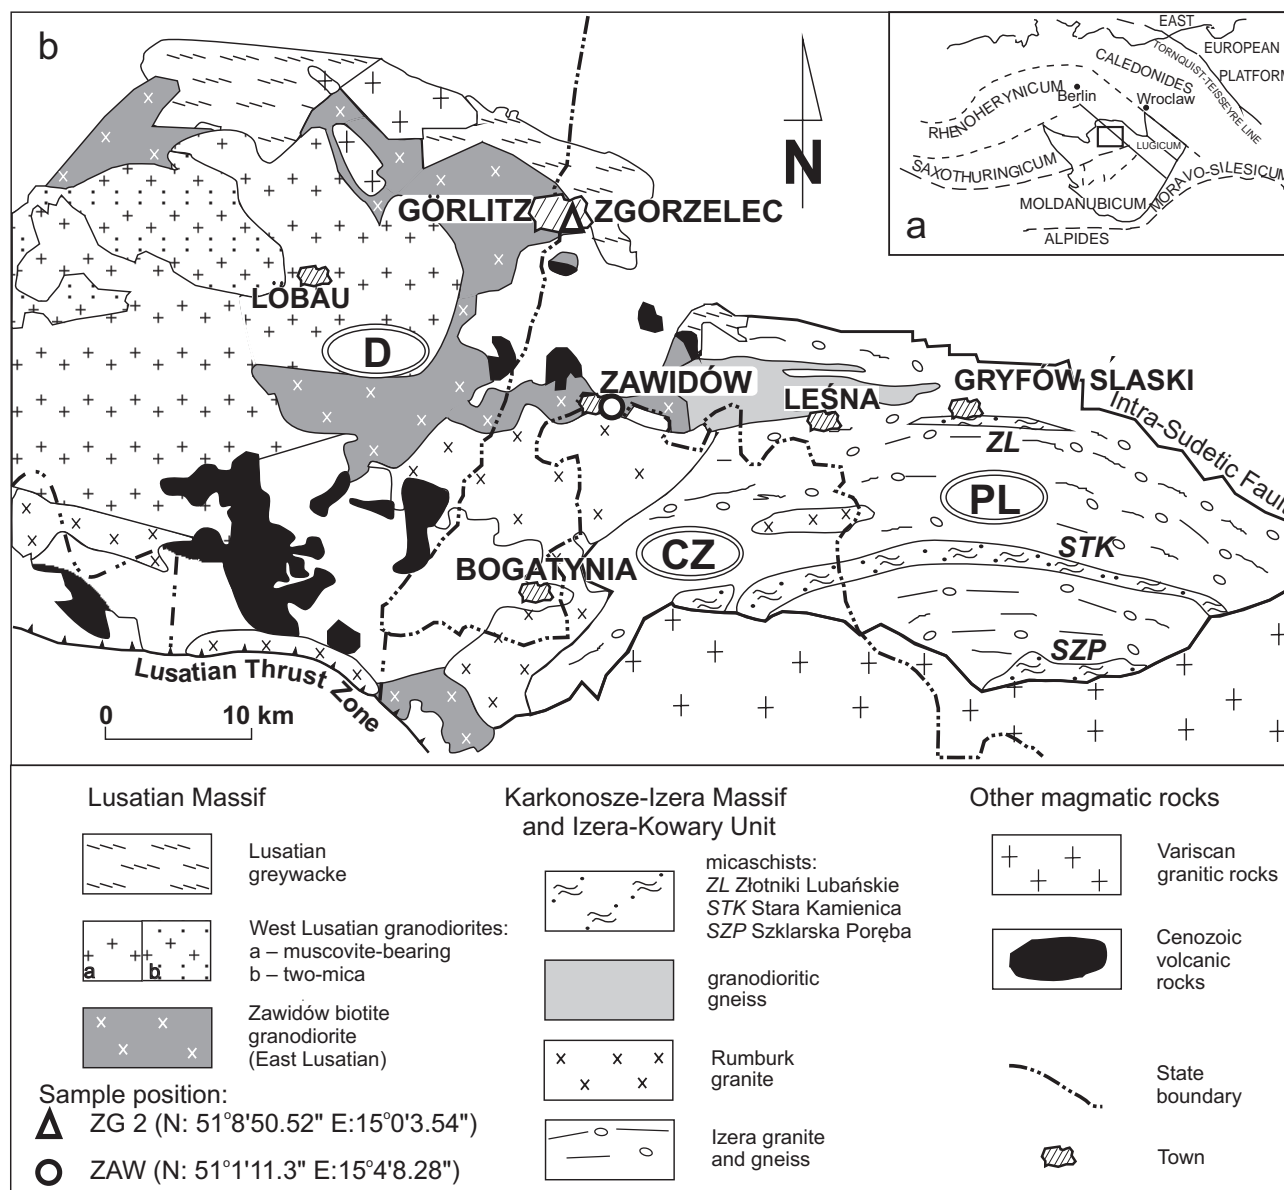 b
N
a
EAST
EUROPEAN
PLATFORM
TORNQUIST-TEISSEYRE LINE
CALEDONIDES
RHENOHERYNICUM
Berlin
Wroclaw
LUGICUM
SAXOTHURINGICUM
MOLDANUBICUM
MORAVO-SILESICUM
ALPIDES
GÖRLITZ
ZGORZELEC
LÖBAU
D
ZAWIDÓW
LEŚNA
GRYFÓW ŚLASKI
ZL
Intra-Sudetic Fault
PL
CZ
STK
BOGATYNIA
SZP
Lusatian Thrust Zone
0 10 km
Lusatian Massif
Lusatian
greywacke
a b
West Lusatian granodiorites:
a – muscovite-bearing
b – two-mica
Zawidów biotite
granodiorite
(East Lusatian)
Sample position:
ZG 2 (N: 51°8'50.52" E:15°0'3.54")
ZAW (N: 51°1'11.3" E:15°4'8.28")
Karkonosze-Izera Massif
and Izera-Kowary Unit
micaschists:
ZL Złotniki Lubańskie
STK Stara Kamienica
SZP Szklarska Poręba
granodioritic
gneiss
Rumburk
granite
Izera granite
and gneiss
Other magmatic rocks
Variscan
granitic rocks
Cenozoic
volcanic
rocks
State
boundary
Town